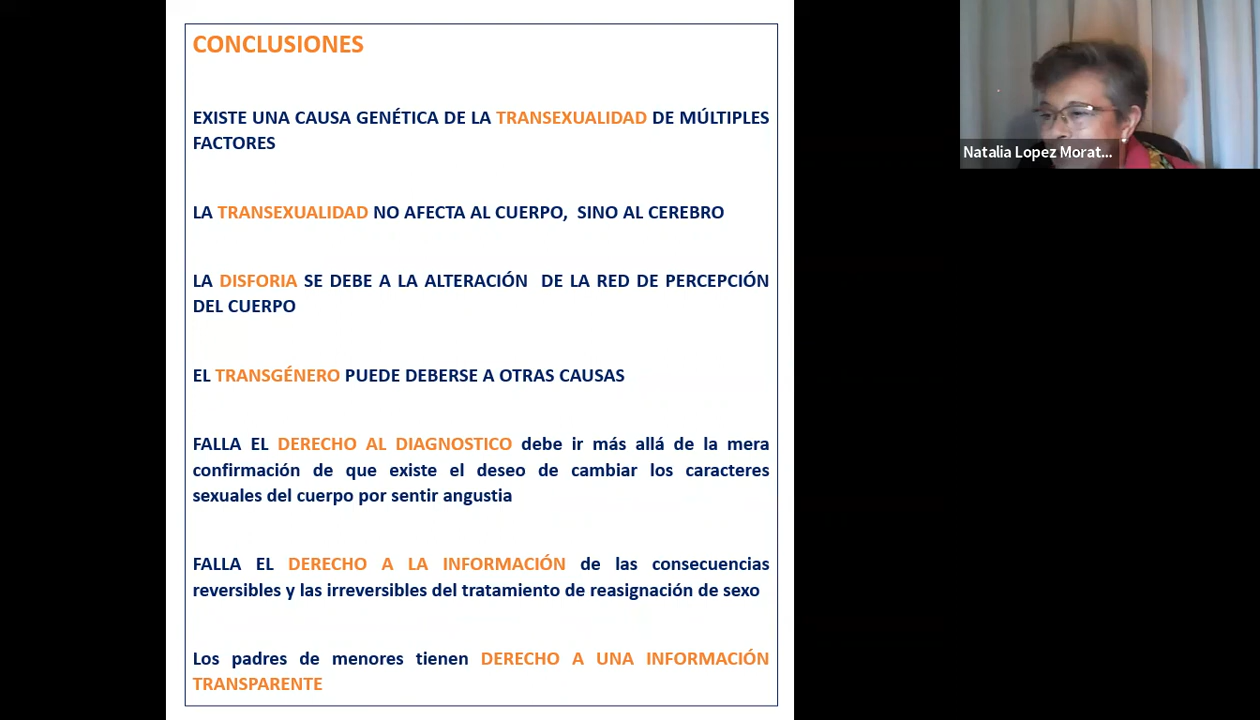 CONCLUSIONES
EXISTE UNA CAUSA GENÉTICA DE LA TRANSEXUALIDAD DE MÚLTIPLES
FACTORES
LA TRANSEXUALIDAD NO AFECTA AL CUERPO, SINO AL CEREBRO
LA DISFORIA SE DEBE A LA ALTERACIÓN DE LA RED DE PERCEPCIÓN
DEL CUERPO
EL TRANSGÉNERO PUEDE DEBERSE A OTRAS CAUSAS
FALLA EL DERECHO AL DIAGNOSTICO debe ir más allá de la mera
confirmación de que existe el deseo de cambiar los caracteres
sexuales del cuerpo por sentir angustia
FALLA EL DERECHO A LA INFORMACIÓN de las consecuencias
reversibles y las irreversibles del tratamiento de reasignación de sexo
Los padres de menores tienen DERECHO A UNA INFORMACIÓN
TRANSPARENTE
Natalia Lopez Morat...